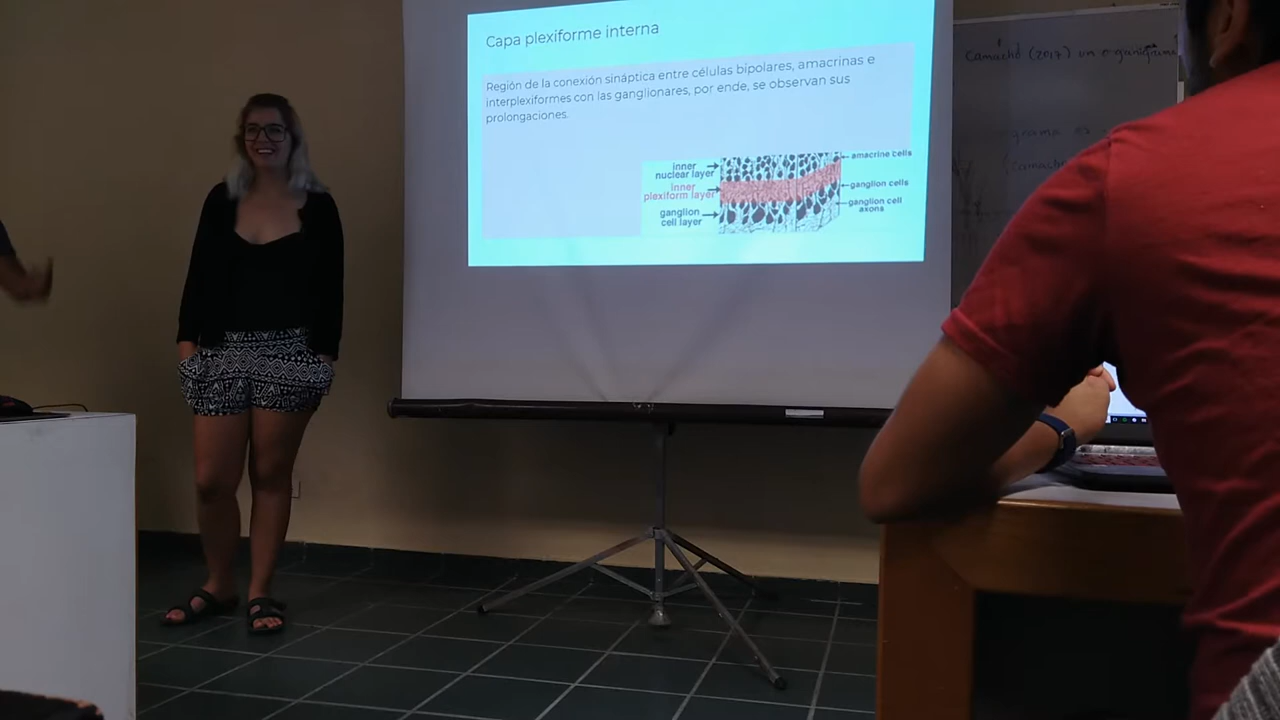 Capa plexiforme interna
Región de la conexión sináptica entre células bipolares, amacrinas e
interplexiformes con las ganglionares, por ende, se observan sus
prolongaciones.
inner
nuclear layer
inner
plexiform layer
ganglion
cell layer
amacrine cells
ganglion cells
ganglion cell
axons
Camacho (2017) un organigrama